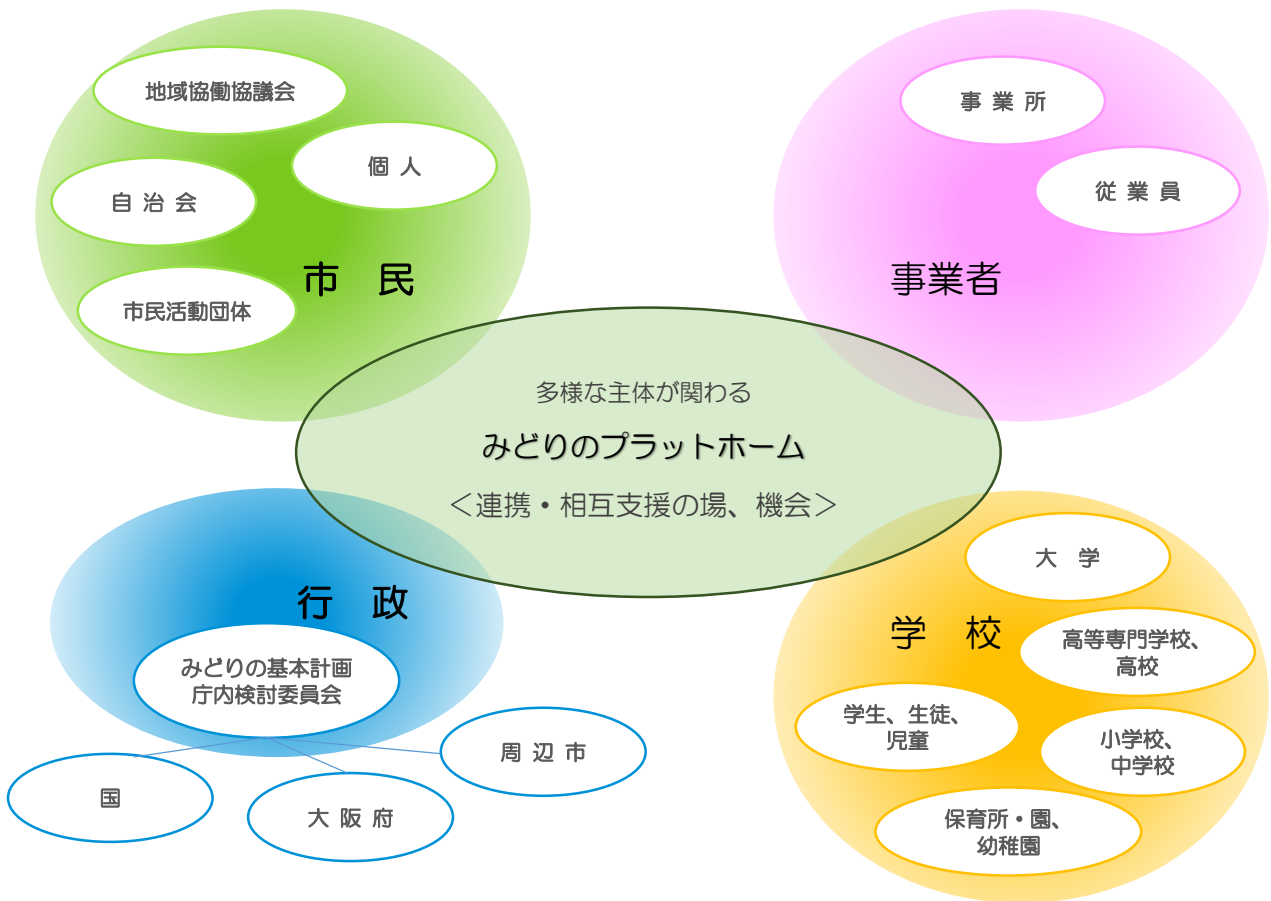 地域協働協議会
個 人
自 治 会
市　民
市民活動団体
事 業 所
従 業 員
事業者
多様な主体が関わる
みどりのプラットホーム
＜連携・相互支援の場、機会＞
行　政
みどりの基本計画
庁内検討委員会
周 辺 市
国
大 阪 府
大　学
学　校
高等専門学校、
高校
学生、生徒、
児童
小学校、
中学校
保育所・園、
幼稚園